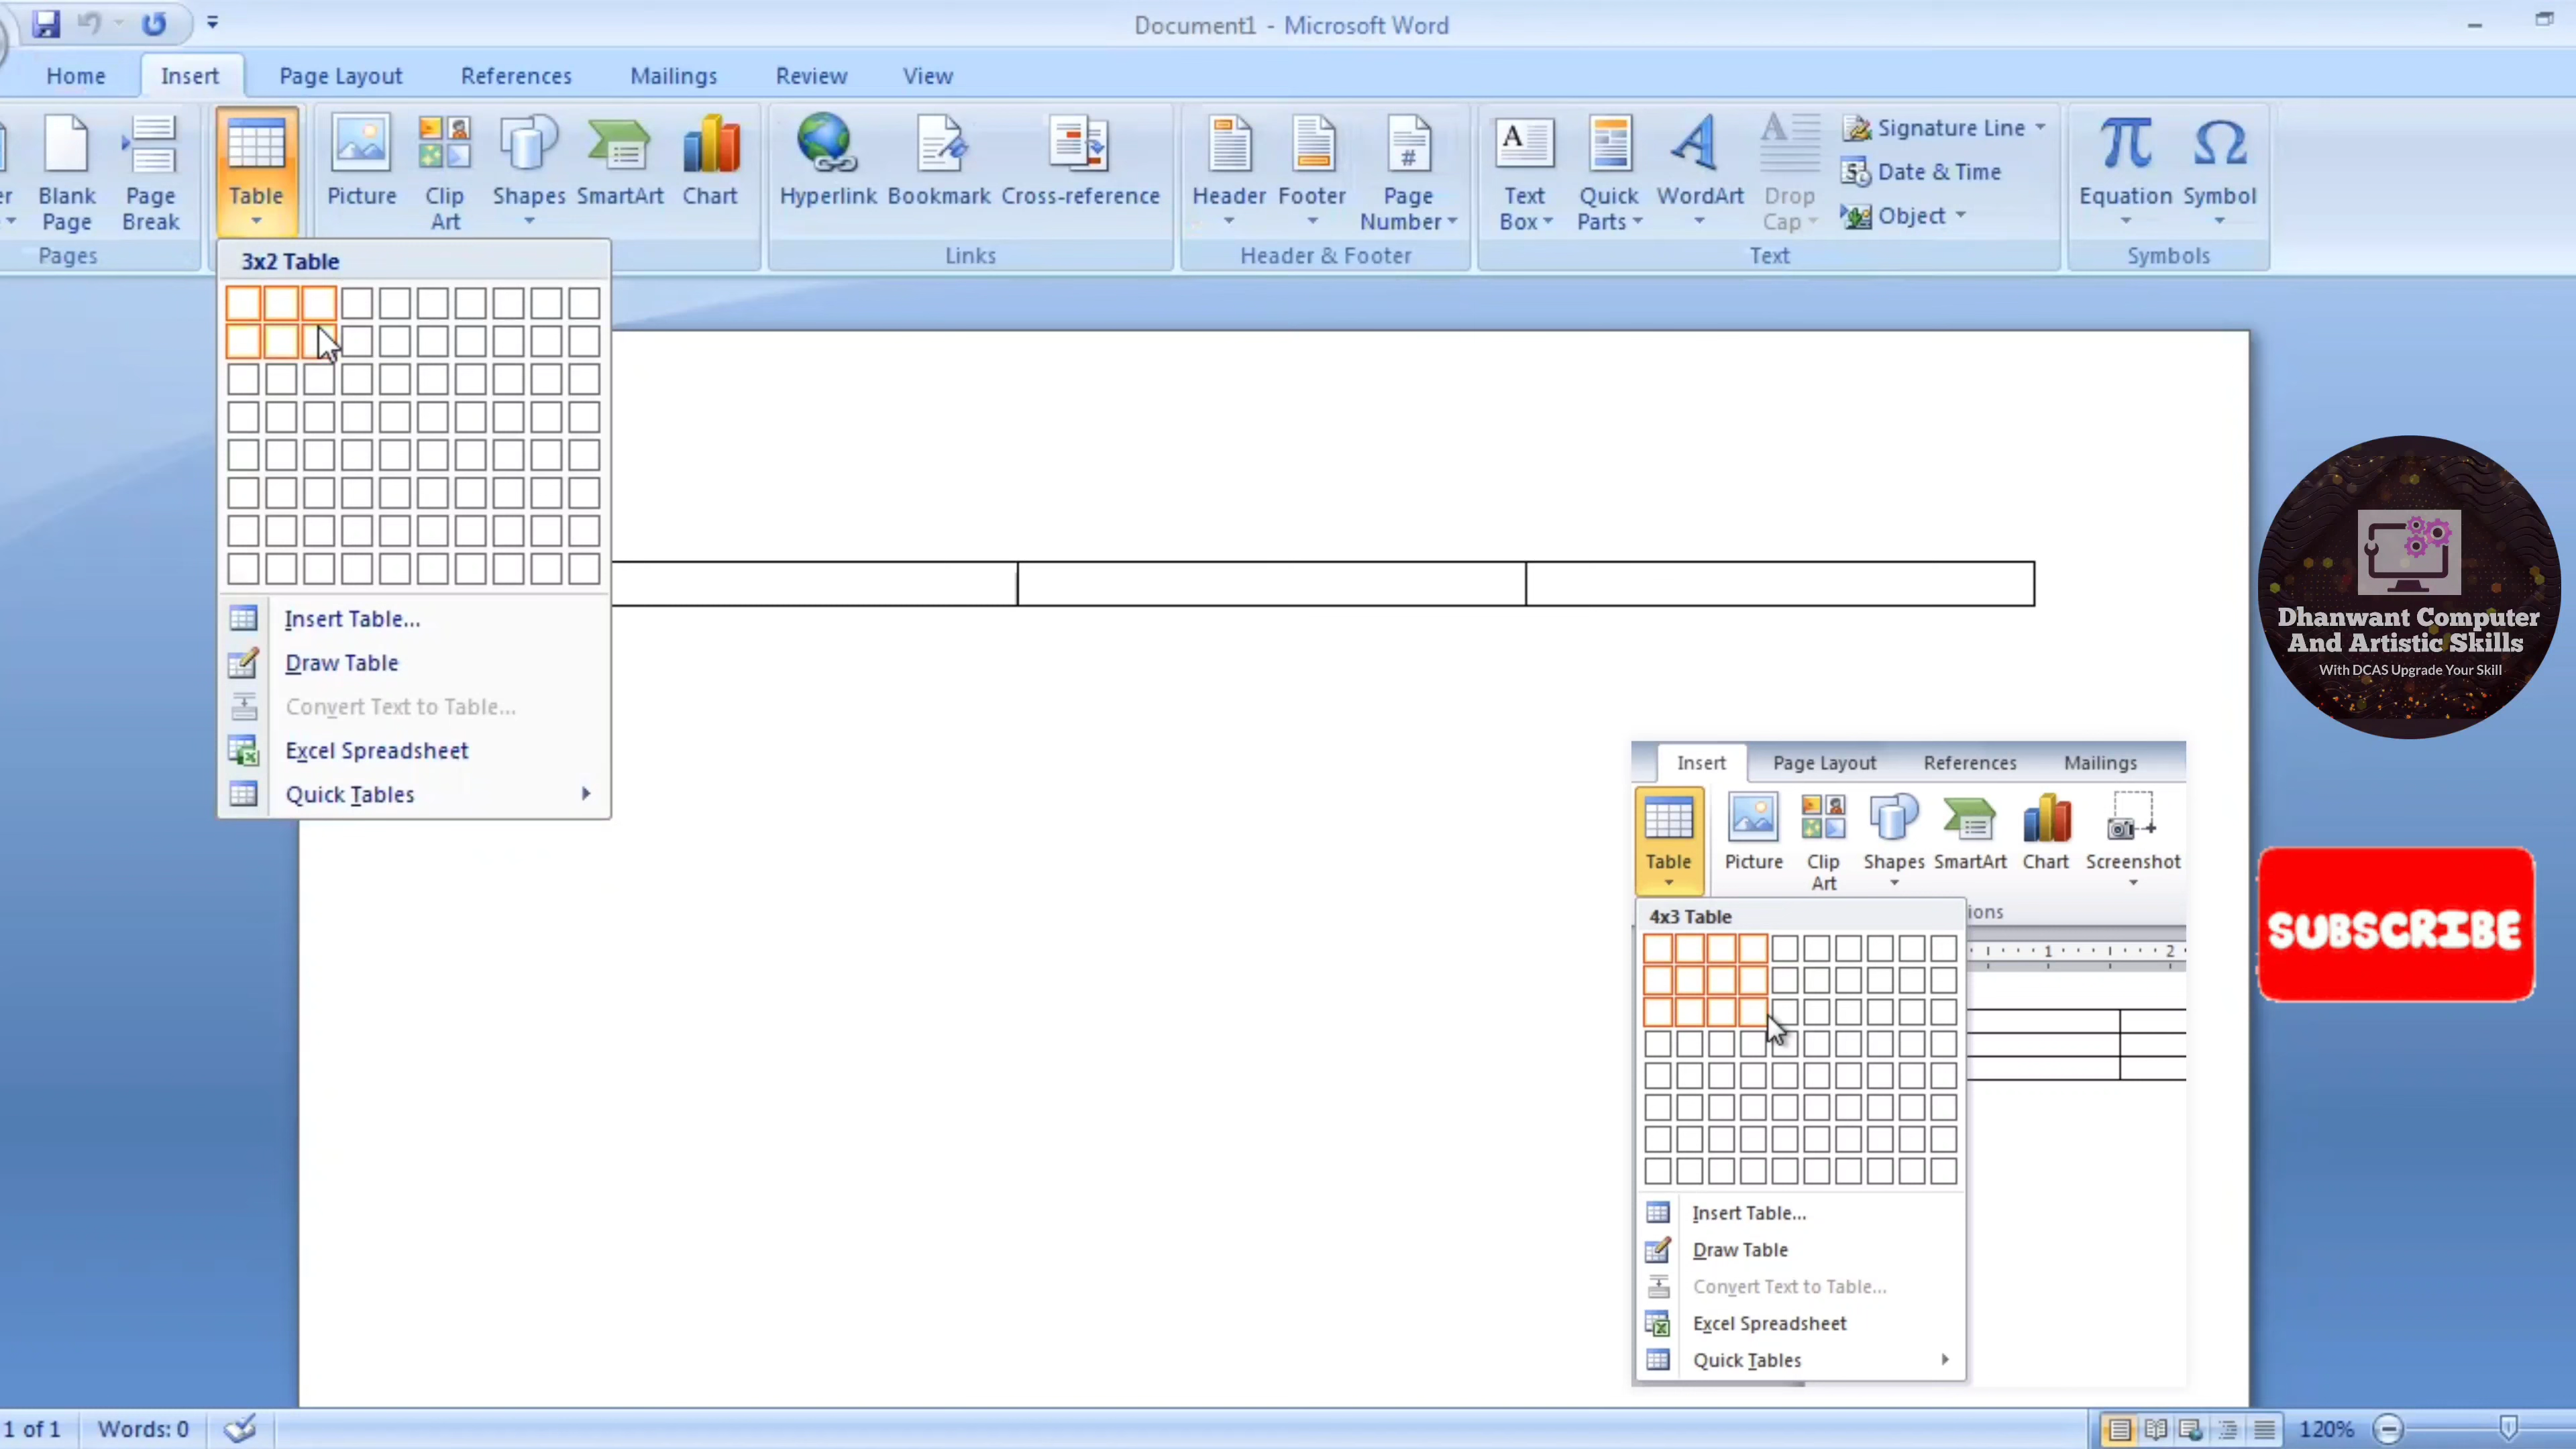 Document1 - Microsoft Word
Home Insert Page Layout References Mailings Review View
Blank Page
Page Break
Table
Picture
Clip Art
Shapes
SmartArt
Chart
Hyperlink
Bookmark
Cross-reference
Header
Footer
Page Number
Text Box
Quick Parts
WordArt
Drop Cap
Signature Line
Date & Time
Object
Equation
Symbol
Pages
Links
Header & Footer
Text
Symbols
3x2 Table
Insert Table...
Draw Table
Convert Text to Table...
Excel Spreadsheet
Quick Tables
Dhanwant Computer
And Artistic Skills
With DCAS Upgrade Your Skill
Insert Page Layout References Mailings
Table
Picture
Clip Art
Shapes
SmartArt
Chart
Screenshot
4x3 Table
ions
1 2
Insert Table...
Draw Table
Convert Text to Table...
Excel Spreadsheet
Quick Tables
SUBSCRIBE
1 of 1 Words: 0 120%